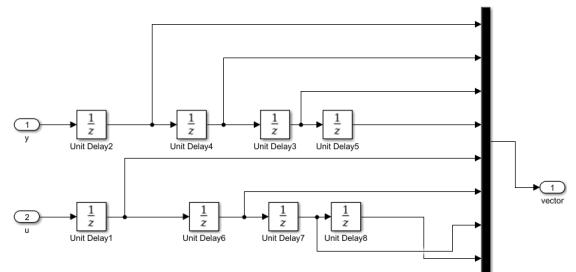 1
y
1
z
Unit Delay2
1
z
Unit Delay4
1
z
Unit Delay3
1
z
Unit Delay5
1
vector
2
u
1
z
Unit Delay1
1
z
Unit Delay6
1
z
Unit Delay7
1
z
Unit Delay8